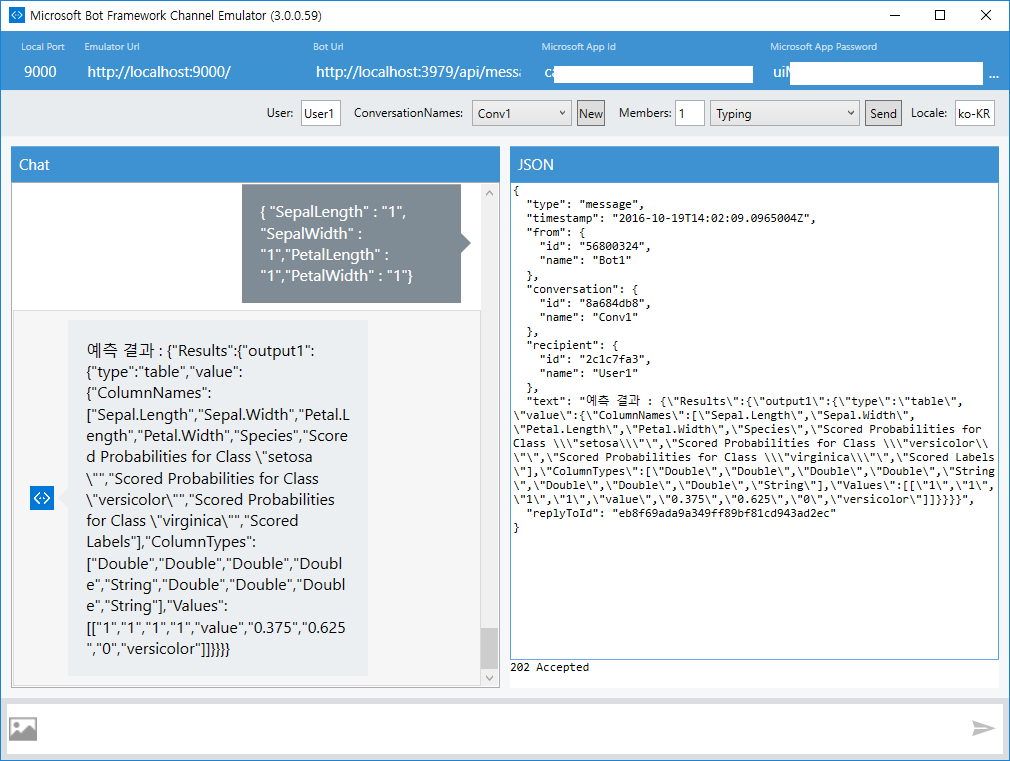 Microsoft Bot Framework Channel Emulator (3.0.0.59)
Local Port
Emulator Url
Bot Url
Microsoft App Id
Microsoft App Password
9000
http://localhost:9000/
http://localhost:3979/api/messa
...
User:
User1
ConversationNames:
Conv1
New
Members:
1
Typing
Send
Locale:
ko-KR
Chat
{ "SepalLength" : "1",
"SepalWidth" :
"1","PetalLength" :
"1","PetalWidth" : "1"}
예측 결과 : {"Results":{"output1":
{"type":"table","value":
{"ColumnNames":
["Sepal.Length","Sepal.Width","Petal.L
ength","Petal.Width","Species","Score
d Probabilities for Class \"setosa
\"","Scored Probabilities for Class
\"versicolor\"","Scored Probabilities
for Class \"virginica\"","Scored
Labels"],"ColumnTypes":
["Double","Double","Double","Doubl
e","String","Double","Double","Doubl
e","String"],"Values":
[["1","1","1","1","value","0.375","0.625
","0","versicolor"]]}}}}
JSON
{
"type": "message",
"timestamp": "2016-10-19T14:02:09.0965004Z",
"from": {
"id": "56800324",
"name": "Bot1"
},
"conversation": {
"id": "8a684db8",
"name": "Conv1"
},
"recipient": {
"id": "2c1c7fa3",
"name": "User1"
},
"text": "예측 결과 : {\"Results\":{\"output1\":{\"type\":\"table\",
\"value\":{\"ColumnNames\":[\"Sepal.Length\",\"Sepal.Width\",
\"Petal.Length\",\"Petal.Width\",\"Species\",\"Scored Probabilities for
Class \\\"setosa\\\"\",\"Scored Probabilities for Class \\\"versicolor\\
\"\",\"Scored Probabilities for Class \\\"virginica\\\"\",\"Scored Labels
\"],\"ColumnTypes\":[\"Double\",\"Double\",\"Double\",\"Double\",\"String
\",\"Double\",\"Double\",\"Double\",\"String\"],\"Values\":[[\"1\",\"1\",
\"1\",\"1\",\"value\",\"0.375\",\"0.625\",\"0\",\"versicolor\"]]}}}}",
"replyToId": "eb8f69ada9a349ff89bf81cd943ad2ec"
}
202 Accepted